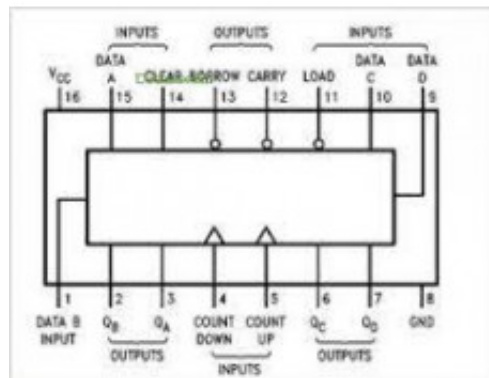 INPUTS OUTPUTS INPUTS
DATA DATA DATA
VCC A CLEAR BORROW CARRY LOAD C D
16 15 14 13 12 11 10 9
1 2 3 4 5 6 7 8
DATA B QB QA COUNT COUNT QC QD GND
INPUT DOWN UP
OUTPUTS OUTPUTS
INPUTS